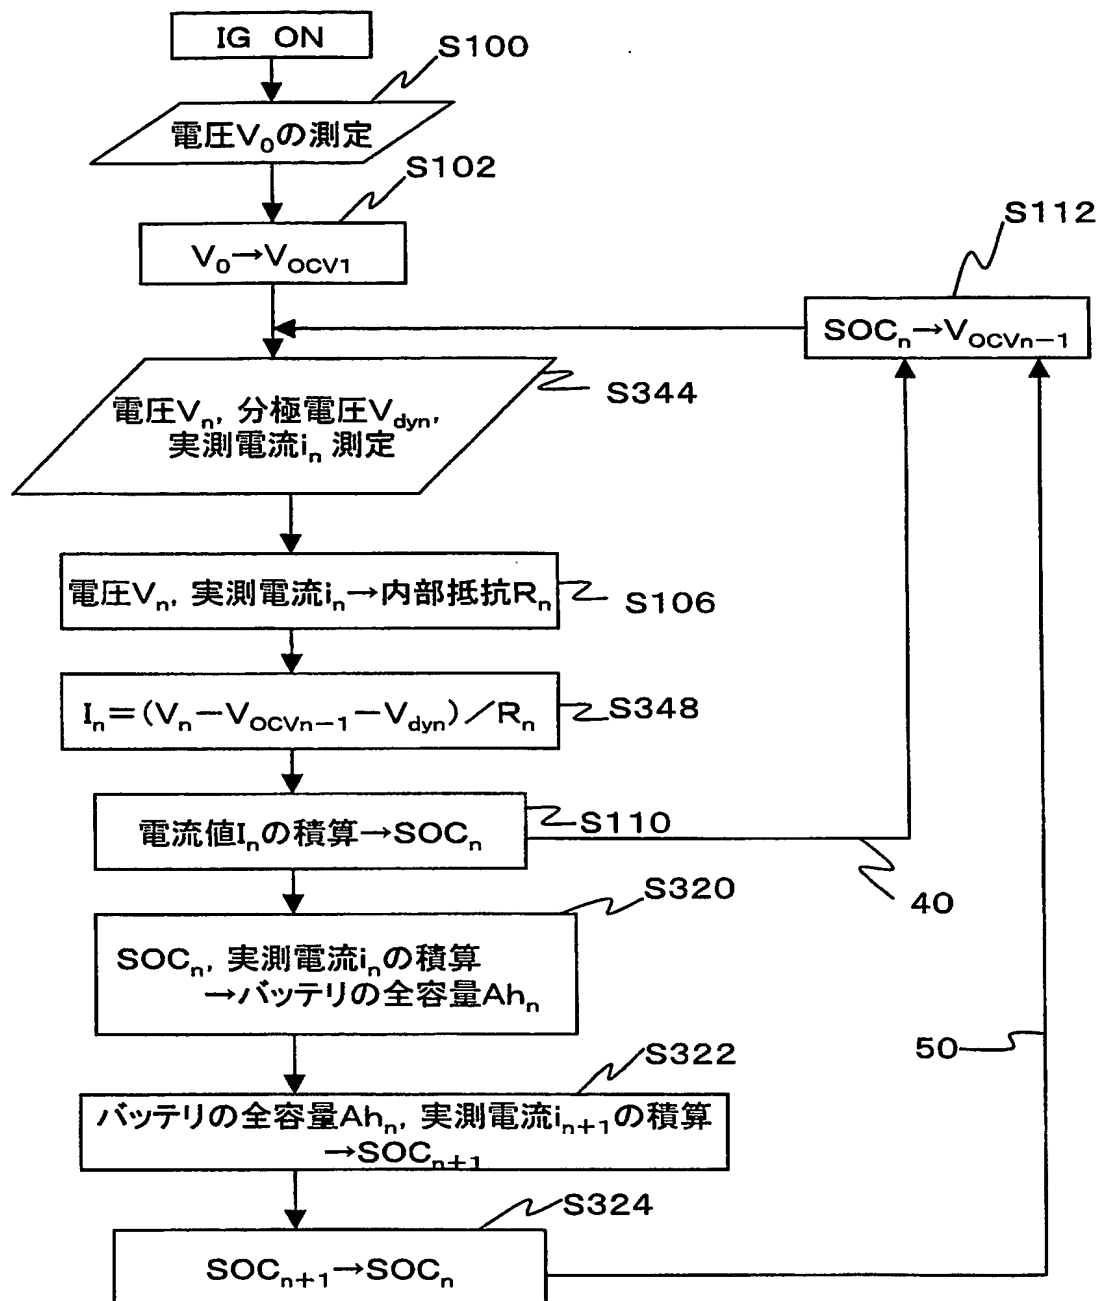 IG ON
S100
電圧V₀の測定
S102
V₀→V_OCV1
S112
SOCₙ→V_OCVn−1
S344
電圧Vₙ, 分極電圧V_dyn,
実測電流iₙ 測定
電圧Vₙ, 実測電流iₙ→内部抵抗Rₙ
S106
Iₙ=(Vₙ−V_OCVn−1−V_dyn)/Rₙ
S348
電流値Iₙの積算→SOCₙ
S110
40
S320
SOCₙ, 実測電流iₙの積算
→バッテリの全容量Ahₙ
50
S322
バッテリの全容量Ahₙ, 実測電流iₙ₊₁の積算
→SOCₙ₊₁
S324
SOCₙ₊₁→SOCₙ